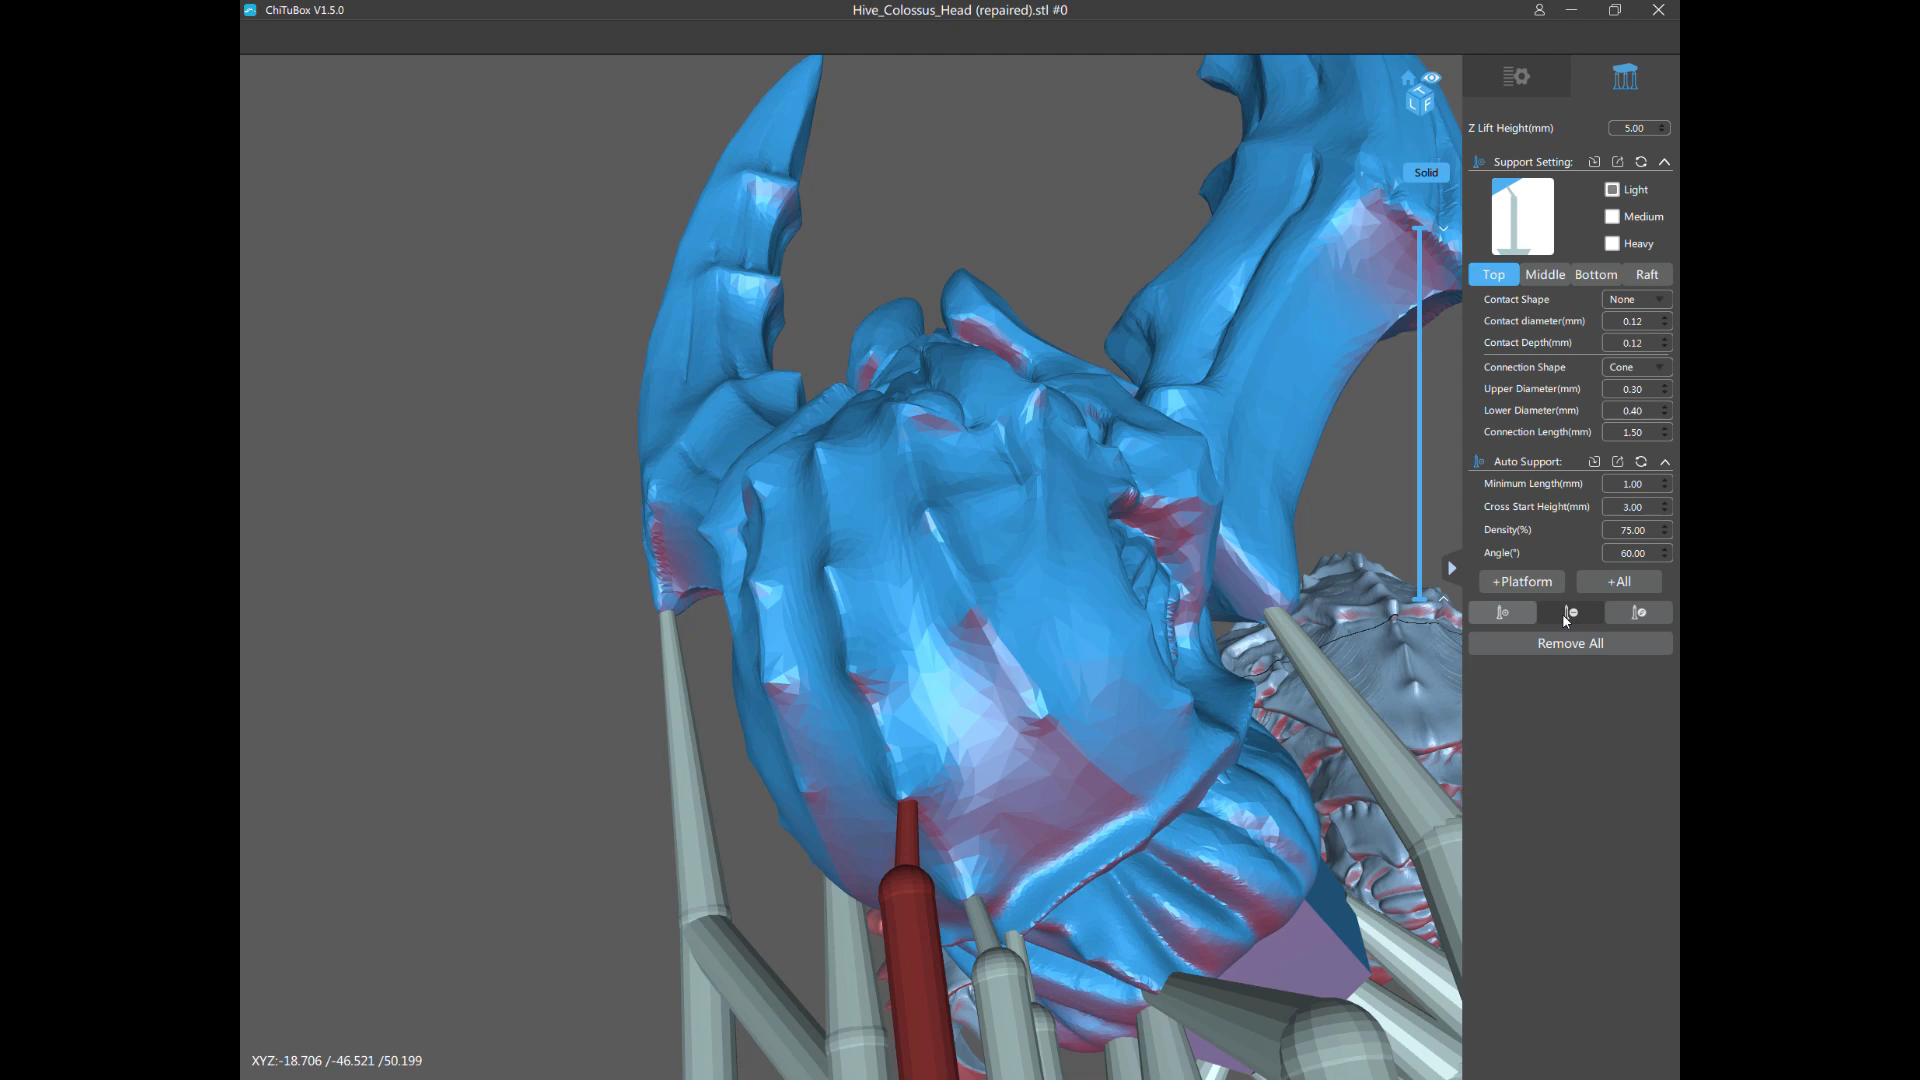 ChiTuBox V1.5.0
Hive_Colossus_Head (repaired).stl #0
T
L F
Solid
Z Lift Height(mm) 5.00
Support Setting:
Light
Medium
Heavy
Top Middle Bottom Raft
Contact Shape None
Contact diameter(mm) 0.12
Contact Depth(mm) 0.12
Connection Shape Cone
Upper Diameter(mm) 0.30
Lower Diameter(mm) 0.40
Connection Length(mm) 1.50
Auto Support:
Minimum Length(mm) 1.00
Cross Start Height(mm) 3.00
Density(%) 75.00
Angle(°) 60.00
+Platform +All
Remove All
XYZ:-18.706 /-46.521 /50.199